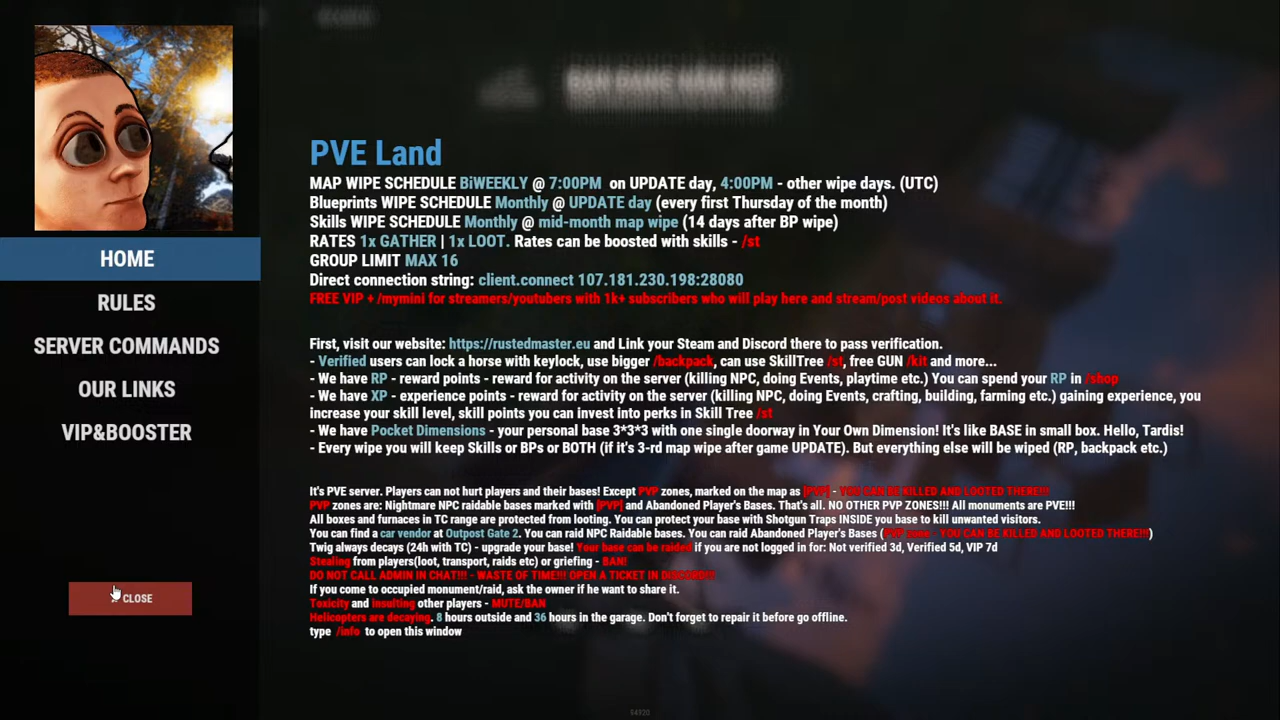 BẠN ĐANG NẰM NGỦ
PVE Land
MAP WIPE SCHEDULE BiWEEKLY @ 7:00PM on UPDATE day, 4:00PM - other wipe days. (UTC)
Blueprints WIPE SCHEDULE Monthly @ UPDATE day (every first Thursday of the month)
Skills WIPE SCHEDULE Monthly @ mid-month map wipe (14 days after BP wipe)
RATES 1x GATHER | 1x LOOT. Rates can be boosted with skills - /st
GROUP LIMIT MAX 16
Direct connection string: client.connect 107.181.230.198:28080
FREE VIP + /mymini for streamers/youtubers with 1k+ subscribers who will play here and stream/post videos about it.
First, visit our website: https://rustedmaster.eu and Link your Steam and Discord there to pass verification.
- Verified users can lock a horse with keylock, use bigger /backpack, can use SkillTree /st, free GUN /kit and more...
- We have RP - reward points - reward for activity on the server (killing NPC, doing Events, playtime etc.) You can spend your RP in /shop
- We have XP - experience points - reward for activity on the server (killing NPC, doing Events, crafting, building, farming etc.) gaining experience, you
increase your skill level, skill points you can invest into perks in Skill Tree /st
- We have Pocket Dimensions - your personal base 3*3*3 with one single doorway in Your Own Dimension! It's like BASE in small box. Hello, Tardis!
- Every wipe you will keep Skills or BPs or BOTH (if it's 3-rd map wipe after game UPDATE). But everything else will be wiped (RP, backpack etc.)
It's PVE server. Players can not hurt players and their bases! Except PVP zones, marked on the map as [PVP] - YOU CAN BE KILLED AND LOOTED THERE!!!
PVP zones are: Nightmare NPC raidable bases marked with [PVP] and Abandoned Player's Bases. That's all. NO OTHER PVP ZONES!!! All monuments are PVE!!!
All boxes and furnaces in TC range are protected from looting. You can protect your base with Shotgun Traps INSIDE you base to kill unwanted visitors.
You can find a car vendor at Outpost Gate 2. You can raid NPC Raidable bases. You can raid Abandoned Player's Bases (PVP zone - YOU CAN BE KILLED AND LOOTED THERE!!!)
Twig always decays (24h with TC) - upgrade your base! Your base can be raided if you are not logged in for: Not verified 3d, Verified 5d, VIP 7d
Stealing from players(loot, transport, raids etc) or griefing - BAN!
DO NOT CALL ADMIN IN CHAT!!! - WASTE OF TIME!!! OPEN A TICKET IN DISCORD!!!
If you come to occupied monument/raid, ask the owner if he want to share it.
Toxicity and insulting other players - MUTE/BAN
Helicopters are decaying. 8 hours outside and 36 hours in the garage. Don't forget to repair it before go offline.
type /info to open this window
HOME
RULES
SERVER COMMANDS
OUR LINKS
VIP&BOOSTER
CLOSE